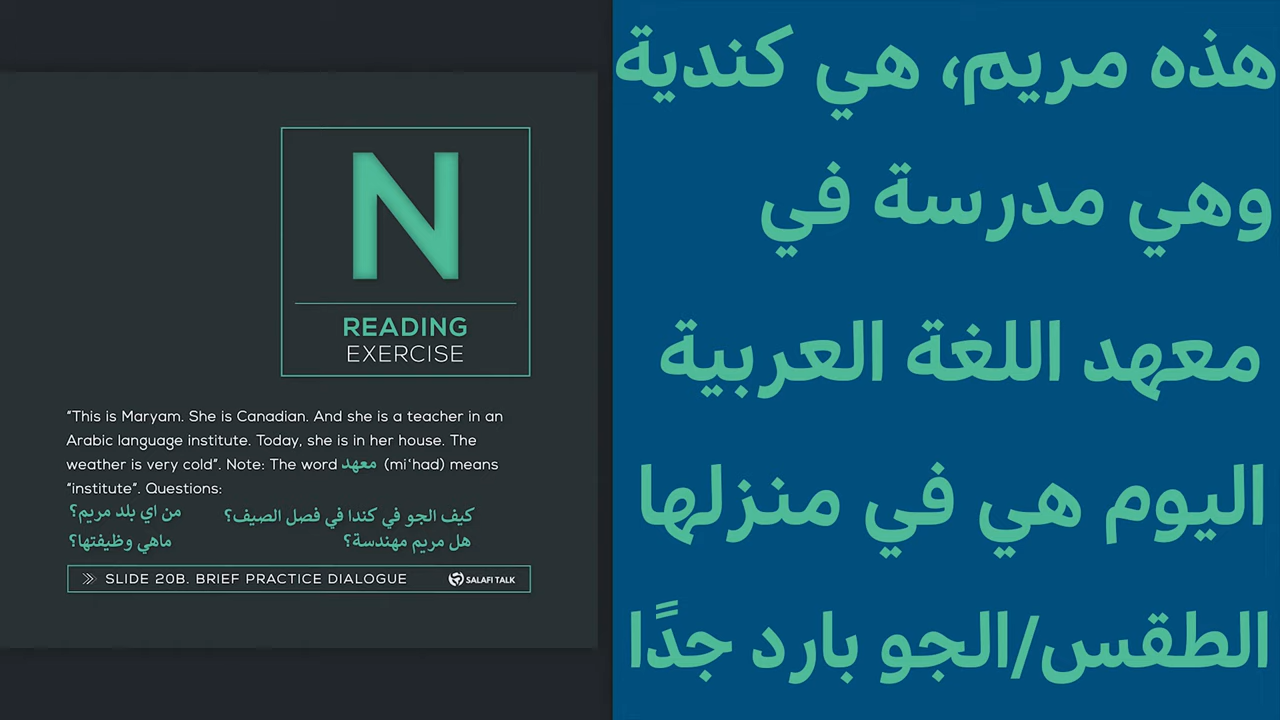 N
READING
EXERCISE
“This is Maryam. She is Canadian. And she is a teacher in an
Arabic language institute. Today, she is in her house. The
weather is very cold”. Note: The word معهد (mi‘had) means
“institute”. Questions:
كيف الجو في كندا في فصل الصيف؟ من اي بلد مريم؟
هل مريم مهندسة؟ ماهي وظيفتها؟
SLIDE 20B. BRIEF PRACTICE DIALOGUE SALAFI TALK
هذه مريم، هي كندية
وهي مدرسة في
معهد اللغة العربية
اليوم هي في منزلها
الطقس/الجو بارد جدًا